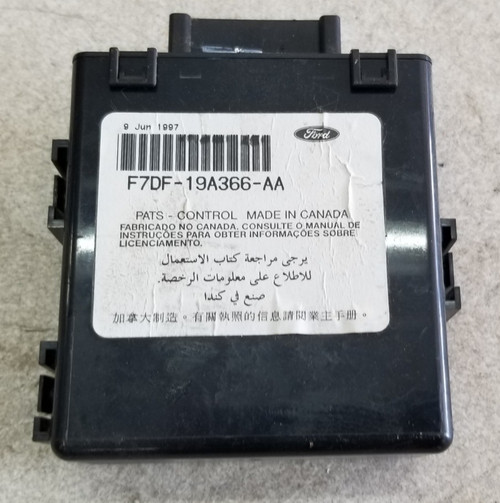 9 Jun 1997
Ford
F7DF-19A366-AA
PATS - CONTROL MADE IN CANADA
FABRICADO NO CANADA. CONSULTE O MANUAL DE
INSTRUÇÕES PARA OBTER INFORMAÇÕES SOBRE
LICENCIAMENTO.
يرجى مراجعة كتاب الاستعمال
للاطلاع على معلومات الرخصة.
صنع في كندا
加拿大制造。有關執照的信息請閱業主手册。